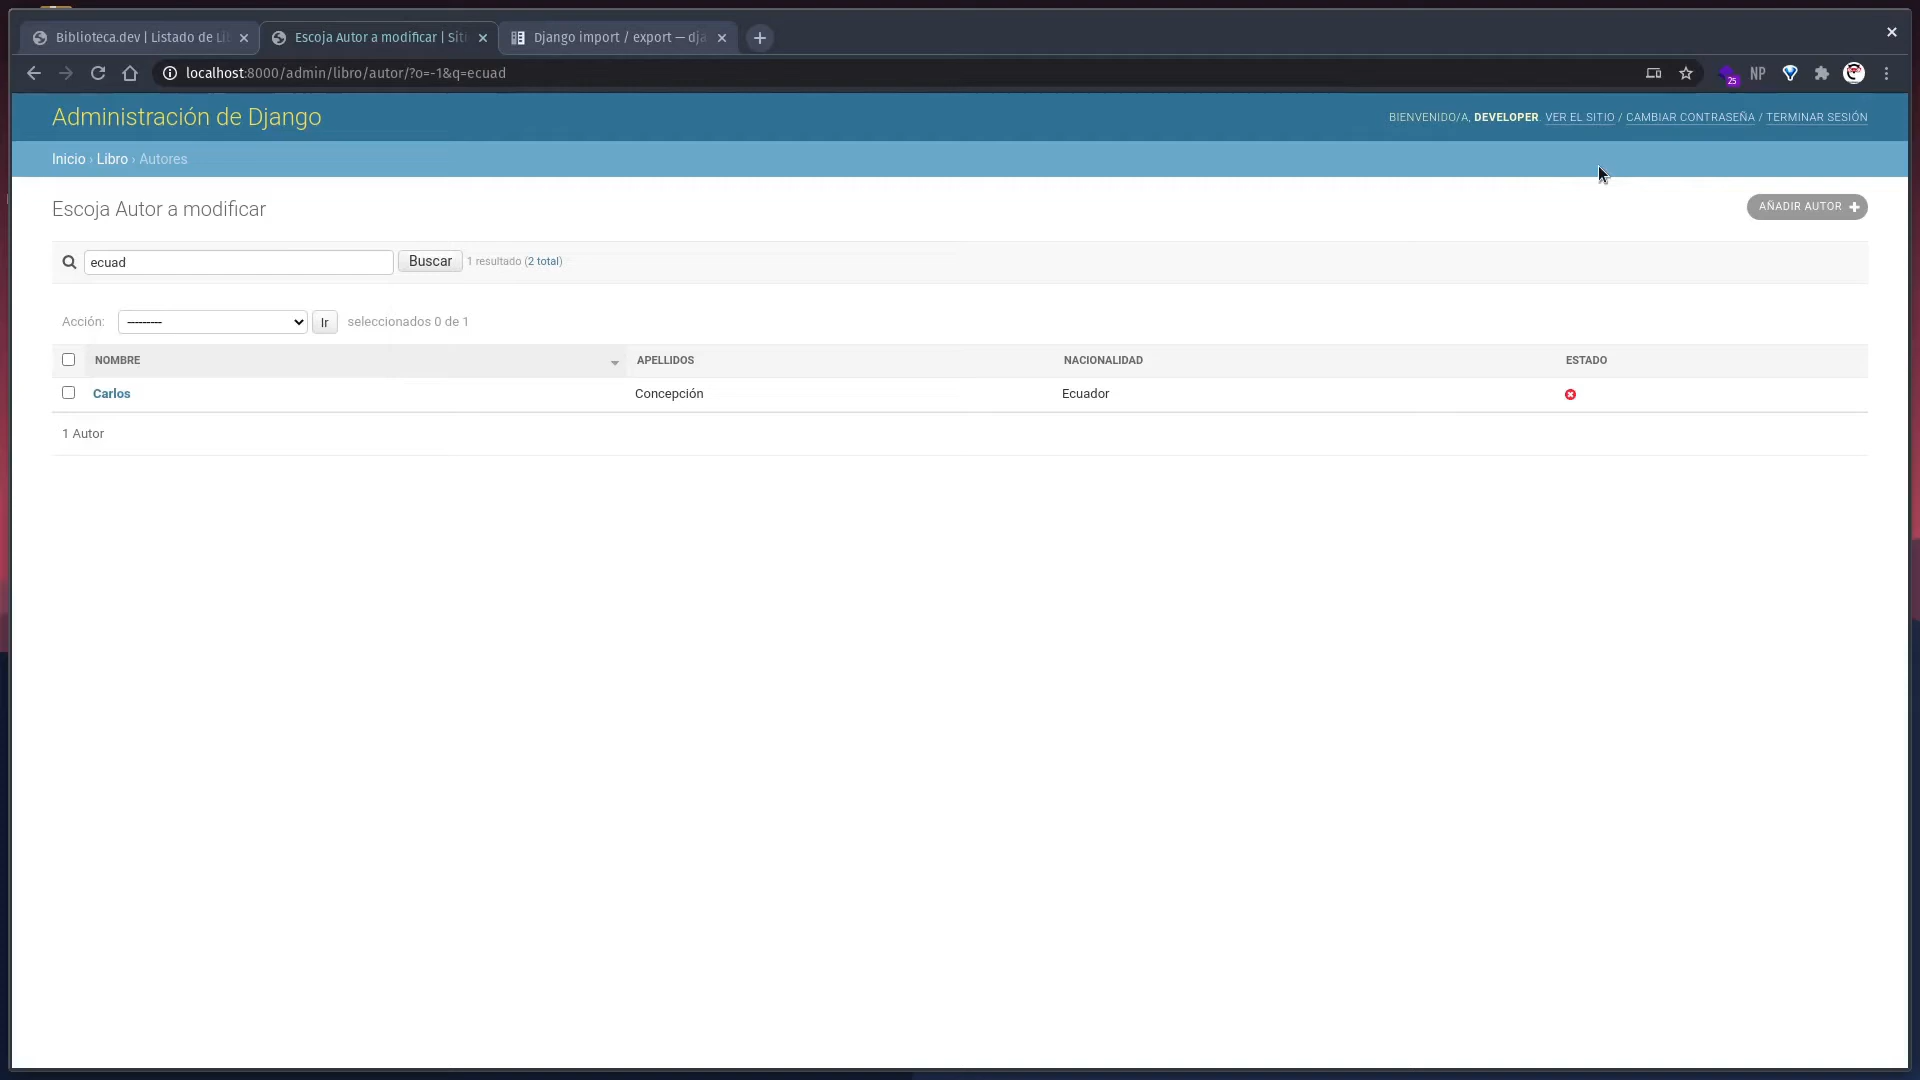 Biblioteca.dev | Listado de Li
Escoja Autor a modificar | Siti
Django import / export — dja
localhost:8000/admin/libro/autor/?o=-1&q=ecuad
25
NP
Administración de Django
BIENVENIDO/A, DEVELOPER. VER EL SITIO / CAMBIAR CONTRASEÑA / TERMINAR SESIÓN
Inicio › Libro › Autores
Escoja Autor a modificar
AÑADIR AUTOR +
ecuad
Buscar
1 resultado (2 total)
Acción:
---------
Ir
seleccionados 0 de 1
NOMBRE
APELLIDOS
NACIONALIDAD
ESTADO
Carlos
Concepción
Ecuador
1 Autor